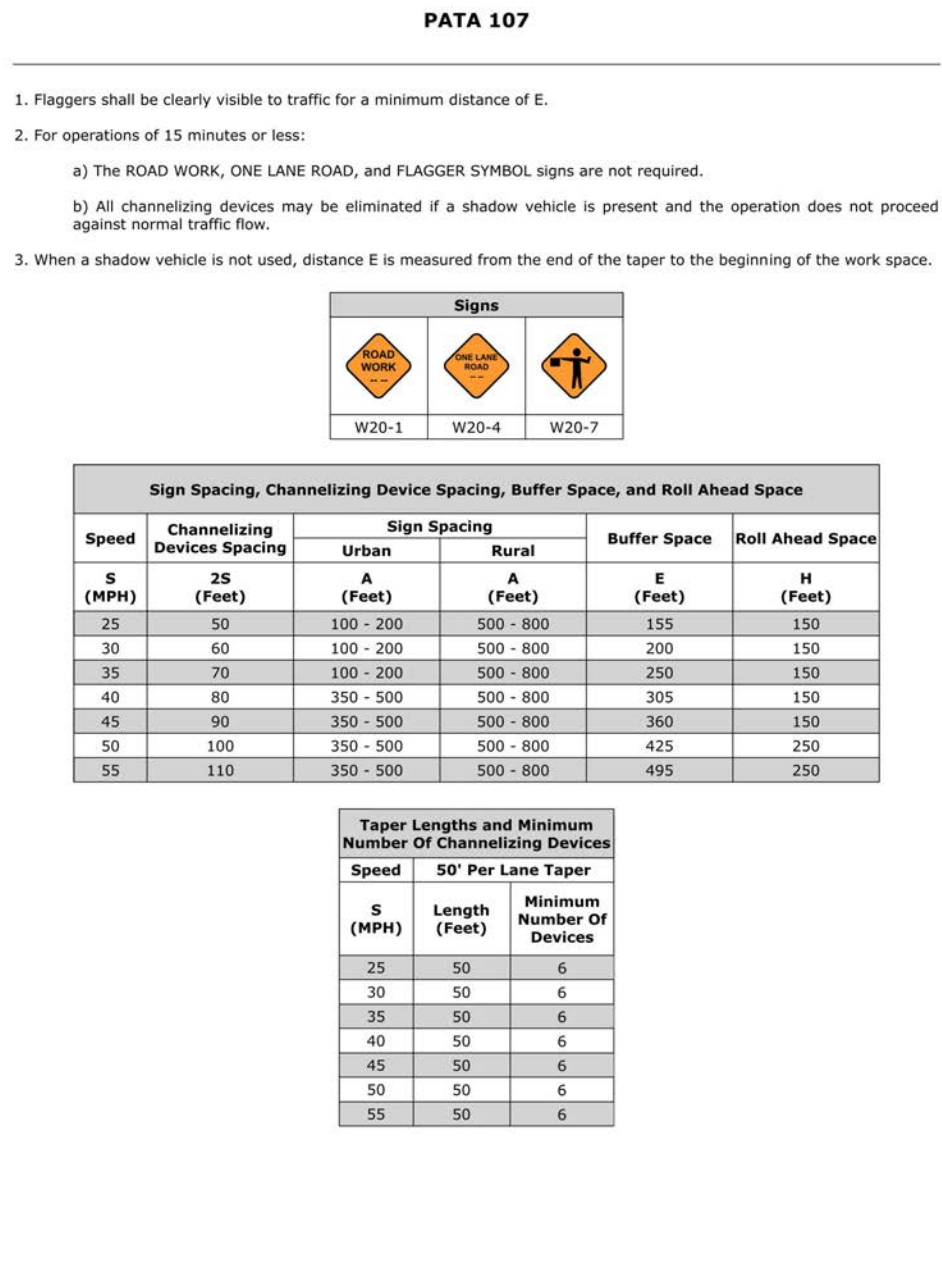 PATA 107
1. Flaggers shall be clearly visible to traffic for a minimum distance of E.
2. For operations of 15 minutes or less:
a) The ROAD WORK, ONE LANE ROAD, and FLAGGER SYMBOL signs are not required.
b) All channelizing devices may be eliminated if a shadow vehicle is present and the operation does not proceed
against normal traffic flow.
3. When a shadow vehicle is not used, distance E is measured from the end of the taper to the beginning of the work space.
Signs
ROAD
WORK
-- --
ONE LANE
ROAD
-- --
W20-1 W20-4 W20-7
Sign Spacing, Channelizing Device Spacing, Buffer Space, and Roll Ahead Space
Speed
Channelizing
Devices Spacing
Sign Spacing
Urban Rural
Buffer Space
Roll Ahead Space
S 2S A A E H
(MPH) (Feet) (Feet) (Feet) (Feet) (Feet)
25 50 100 - 200 500 - 800 155 150
30 60 100 - 200 500 - 800 200 150
35 70 100 - 200 500 - 800 250 150
40 80 350 - 500 500 - 800 305 150
45 90 350 - 500 500 - 800 360 150
50 100 350 - 500 500 - 800 425 250
55 110 350 - 500 500 - 800 495 250
Taper Lengths and Minimum
Number Of Channelizing Devices
Speed 50' Per Lane Taper
S
(MPH)
Length
(Feet)
Minimum
Number Of
Devices
25 50 6
30 50 6
35 50 6
40 50 6
45 50 6
50 50 6
55 50 6